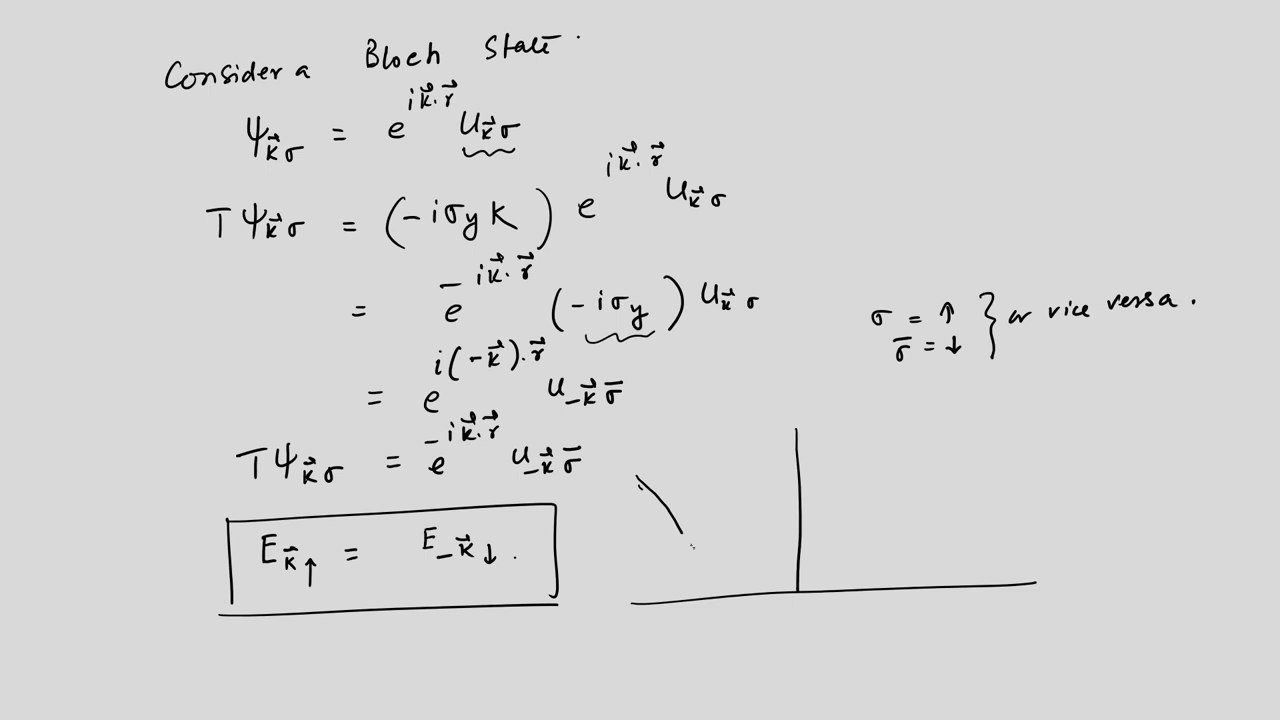 Consider a Bloch State.
ψ_{k⃗σ} = e^{ik⃗·r⃗} u_{k⃗σ}
Tψ_{k⃗σ} = (-iσ_y K) e^{ik⃗·r⃗} u_{k⃗σ}
= e^{-ik⃗·r⃗} (-iσ_y) u_{k⃗σ}
σ = ↑
σ̄ = ↓ } or vice versa.
= e^{i(-k⃗)·r⃗} u_{-k⃗σ̄}
Tψ_{k⃗σ} = e^{-ik⃗·r⃗} u_{-k⃗σ̄}
E_{k⃗↑} = E_{-k⃗↓}.